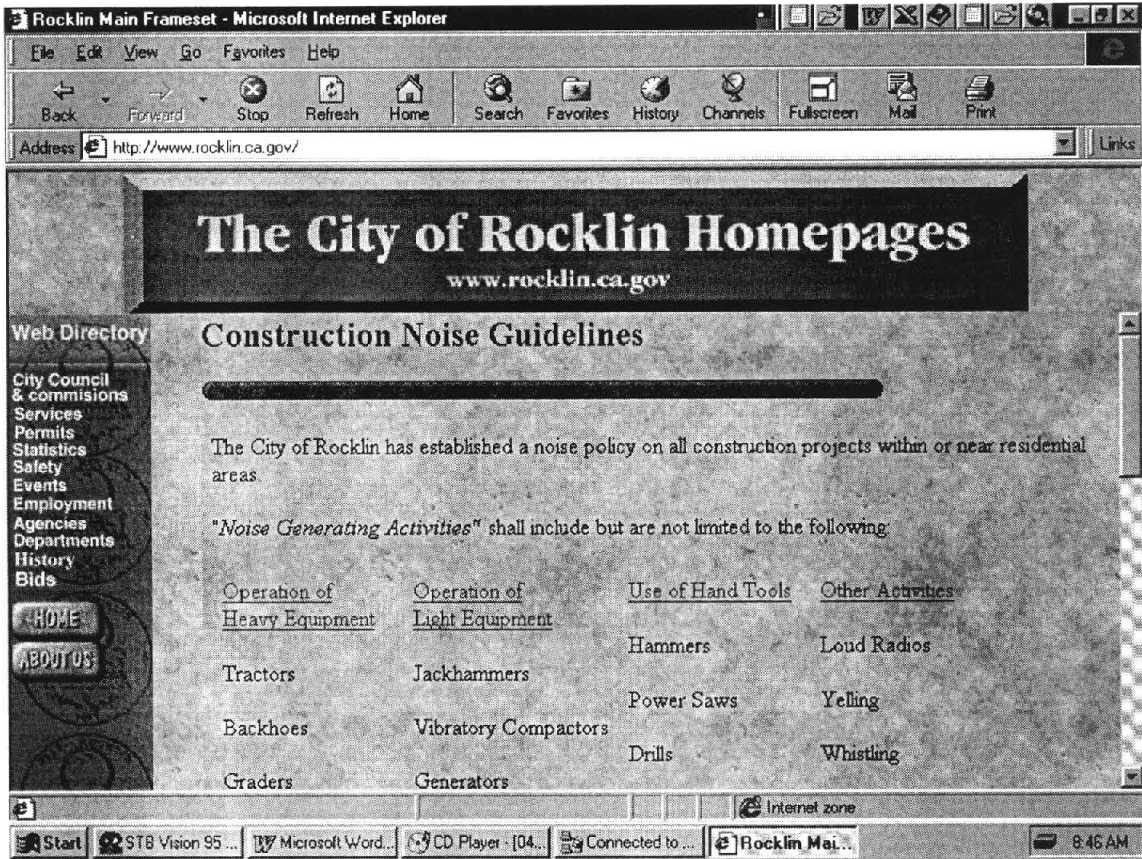 Rocklin Main Frameset - Microsoft Internet Explorer
File Edit View Go Favorites Help
Back Forward Stop Refresh Home Search Favorites History Channels Fullscreen Mail Print
Address http://www.rocklin.ca.gov/ Links
The City of Rocklin Homepages
www.rocklin.ca.gov
Web Directory
City Council
& commisions
Services
Permits
Statistics
Safety
Events
Employment
Agencies
Departments
History
Bids
HOME
ABOUT US
Construction Noise Guidelines
The City of Rocklin has established a noise policy on all construction projects within or near residential
areas.
"Noise Generating Activities" shall include but are not limited to the following:
Operation of Heavy Equipment
Tractors
Backhoes
Graders
Operation of Light Equipment
Jackhammers
Vibratory Compactors
Generators
Use of Hand Tools
Hammers
Power Saws
Drills
Other Activities
Loud Radios
Yelling
Whistling
Internet zone
Start STB Vision 95 ... Microsoft Word... CD Player - [04... Connected to ... Rocklin Mai... 8:46 AM